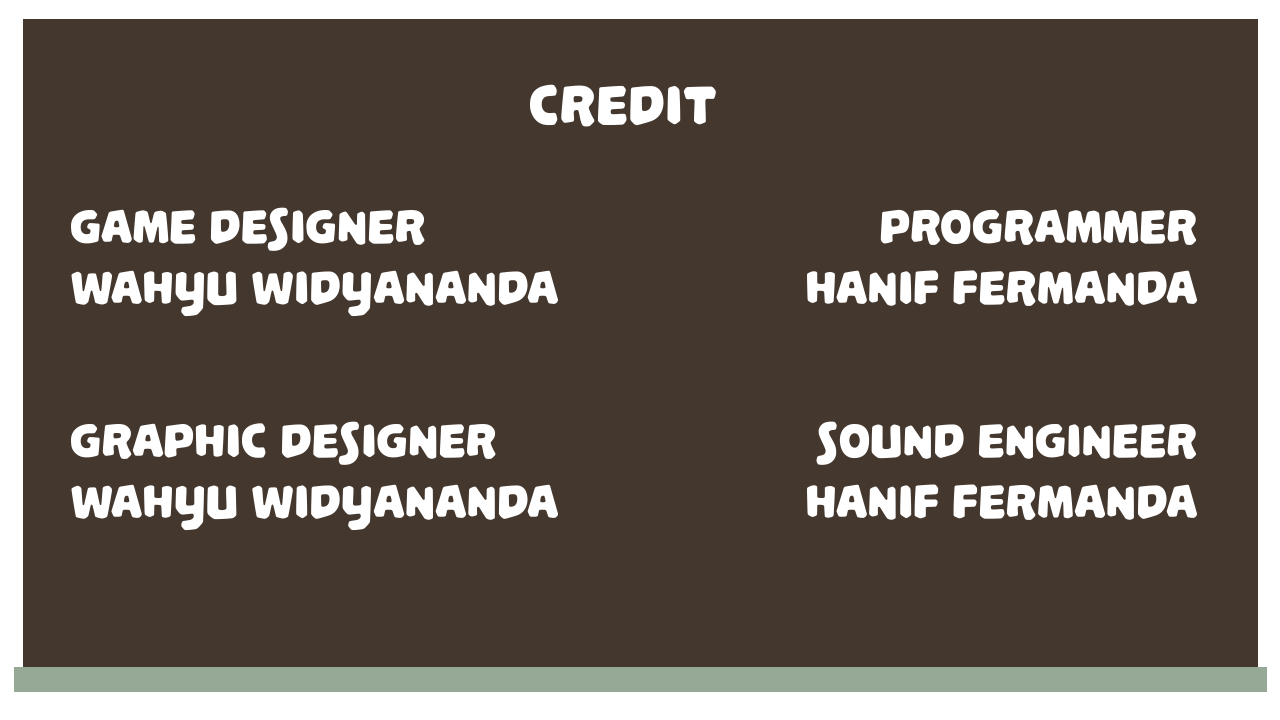 CREDIT
GAME DESIGNER
WAHYU WIDYANANDA
PROGRAMMER
HANIF FERMANDA
GRAPHIC DESIGNER
WAHYU WIDYANANDA
SOUND ENGINEER
HANIF FERMANDA